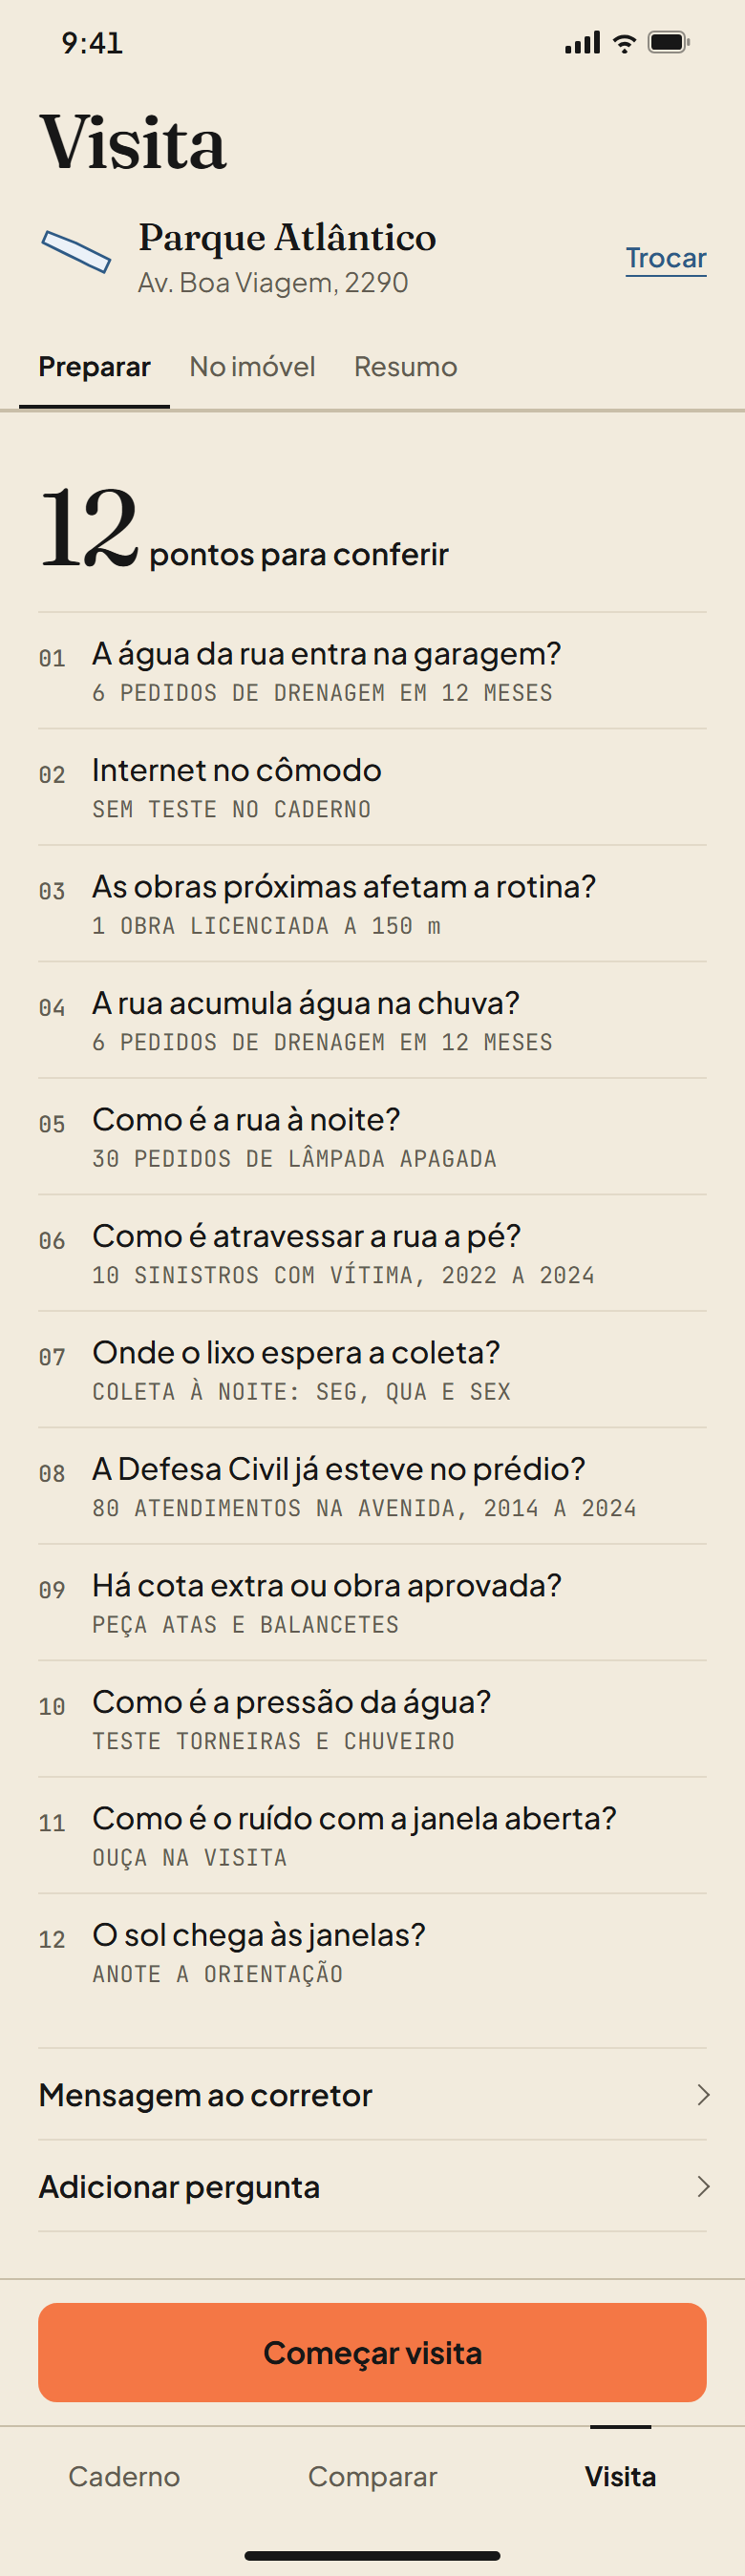 9:41
Visita
Parque Atlântico
Av. Boa Viagem, 2290
Trocar
Preparar
No imóvel
Resumo
12 pontos para conferir
01 A água da rua entra na garagem?
6 PEDIDOS DE DRENAGEM EM 12 MESES
02 Internet no cômodo
SEM TESTE NO CADERNO
03 As obras próximas afetam a rotina?
1 OBRA LICENCIADA A 150 m
04 A rua acumula água na chuva?
6 PEDIDOS DE DRENAGEM EM 12 MESES
05 Como é a rua à noite?
30 PEDIDOS DE LÂMPADA APAGADA
06 Como é atravessar a rua a pé?
10 SINISTROS COM VÍTIMA, 2022 A 2024
07 Onde o lixo espera a coleta?
COLETA À NOITE: SEG, QUA E SEX
08 A Defesa Civil já esteve no prédio?
80 ATENDIMENTOS NA AVENIDA, 2014 A 2024
09 Há cota extra ou obra aprovada?
PEÇA ATAS E BALANCETES
10 Como é a pressão da água?
TESTE TORNEIRAS E CHUVEIRO
11 Como é o ruído com a janela aberta?
OUÇA NA VISITA
12 O sol chega às janelas?
ANOTE A ORIENTAÇÃO
Mensagem ao corretor
Adicionar pergunta
Começar visita
Caderno
Comparar
Visita